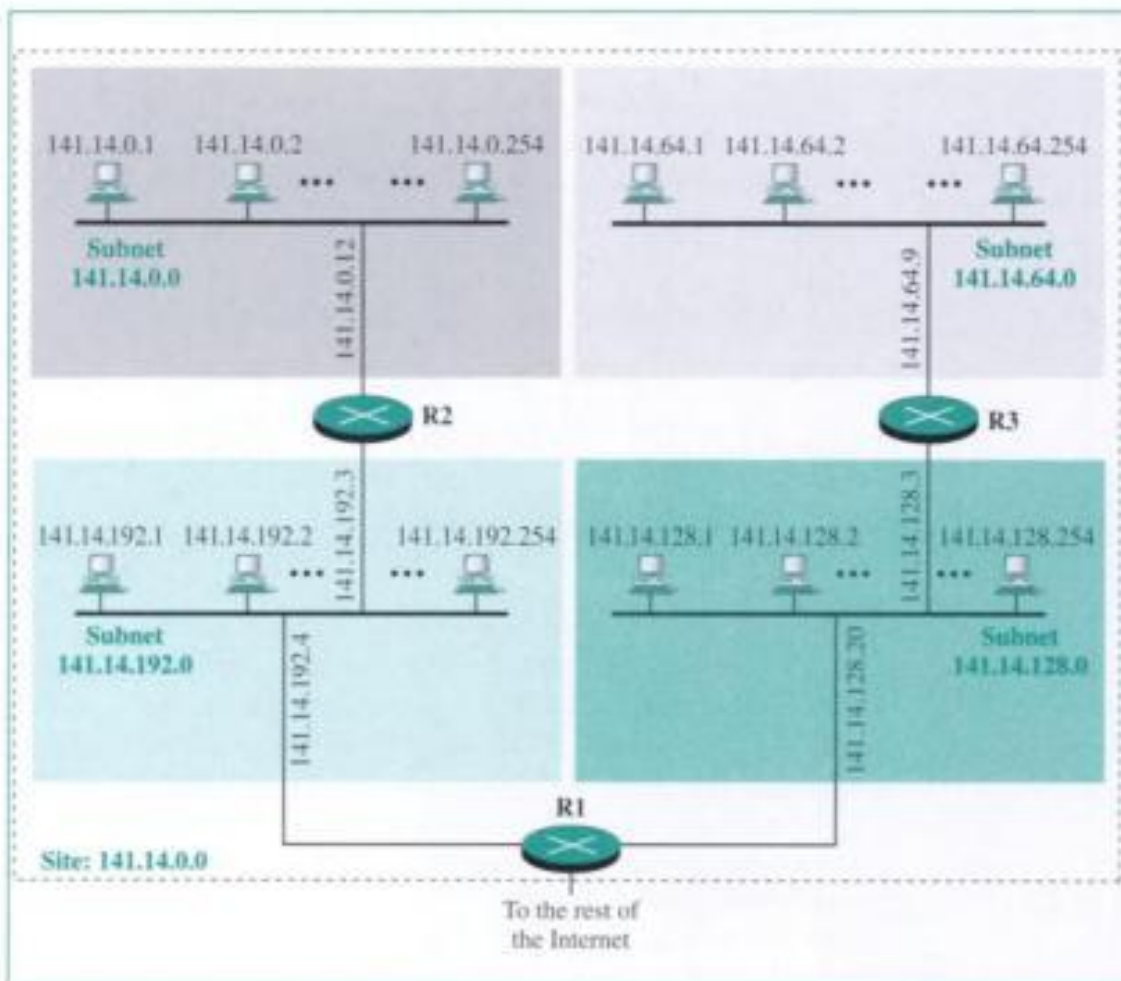 141.14.0.1
141.14.0.2
141.14.0.254
Subnet
141.14.0.0
141.14.0.12
141.14.64.1
141.14.64.2
141.14.64.254
141.14.64.9
Subnet
141.14.64.0
R2
R3
141.14.192.1
141.14.192.2
141.14.192.3
141.14.192.254
Subnet
141.14.192.0
141.14.192.4
141.14.128.1
141.14.128.2
141.14.128.3
141.14.128.254
Subnet
141.14.128.0
141.14.128.20
R1
Site: 141.14.0.0
To the rest of
the Internet